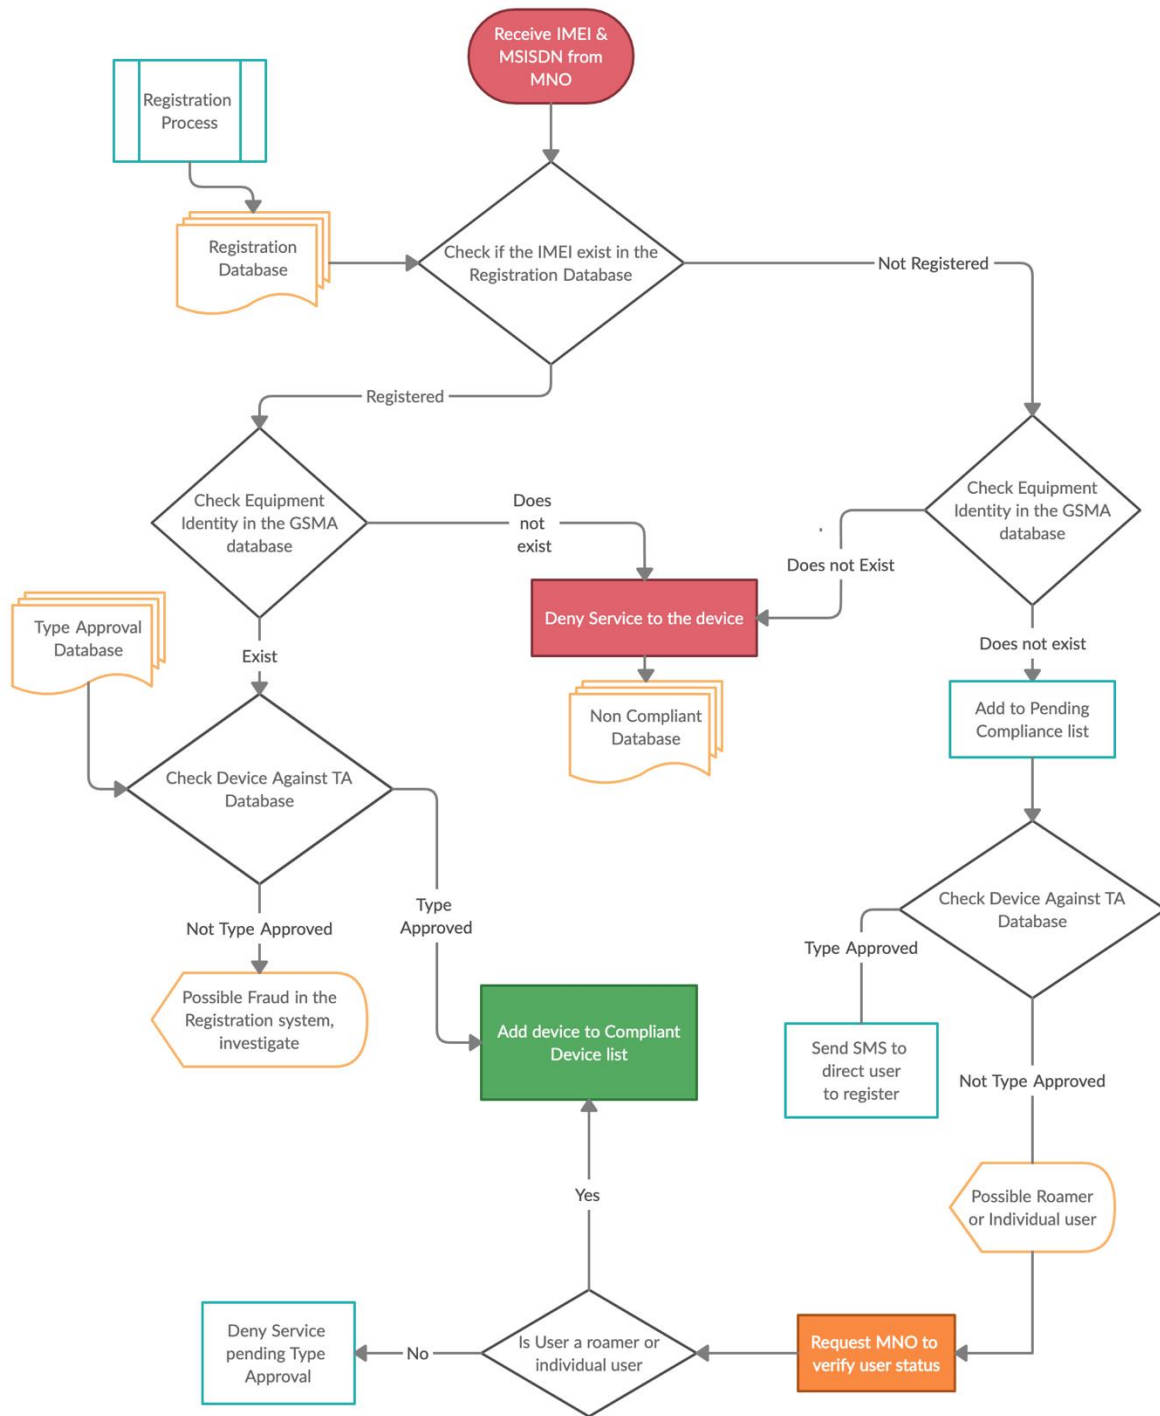 Receive IMEI &
MSISDN from
MNO
Registration
Process
Registration
Database
Check if the IMEI exist in the
Registration Database
Not Registered
Registered
Check Equipment
Identity in the GSMA
database
Does
not
exist
Check Equipment
Identity in the GSMA
database
Does not Exist
Deny Service to the device
Type Approval
Database
Exist
Does not exist
Non Compliant
Database
Add to Pending
Compliance list
Check Device Against TA
Database
Type
Approved
Not Type Approved
Check Device Against TA
Database
Type Approved
Possible Fraud in the
Registration system,
investigate
Add device to Compliant
Device list
Send SMS to
direct user
to register
Not Type Approved
Possible Roamer
or Individual user
Yes
Deny Service
pending Type
Approval
No
Is User a roamer or
individual user
Request MNO to
verify user status